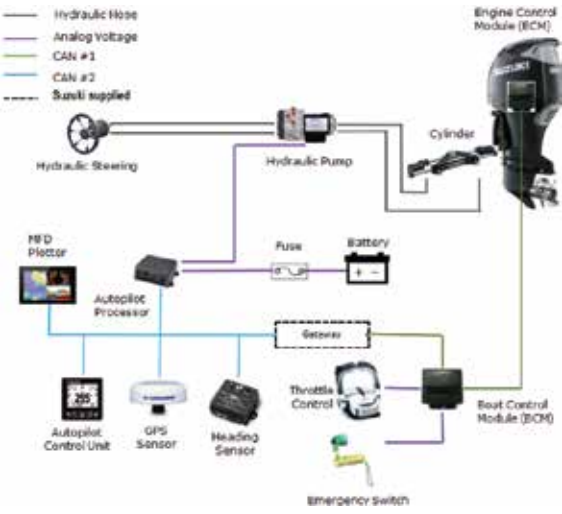 Hydraulic Hose
Analog Voltage
CAN #1
CAN #2
Suzuki supplied
Engine Control
Module (ECM)
SUZUKI
Cylinder
Hydraulic Steering
Hydraulic Pump
MFD
Plotter
Fuse
Battery
Autopilot
Processor
Gateway
Throttle
Control
Boat Control
Module (BCM)
Autopilot
Control Unit
GPS
Sensor
Heading
Sensor
Emergency Switch